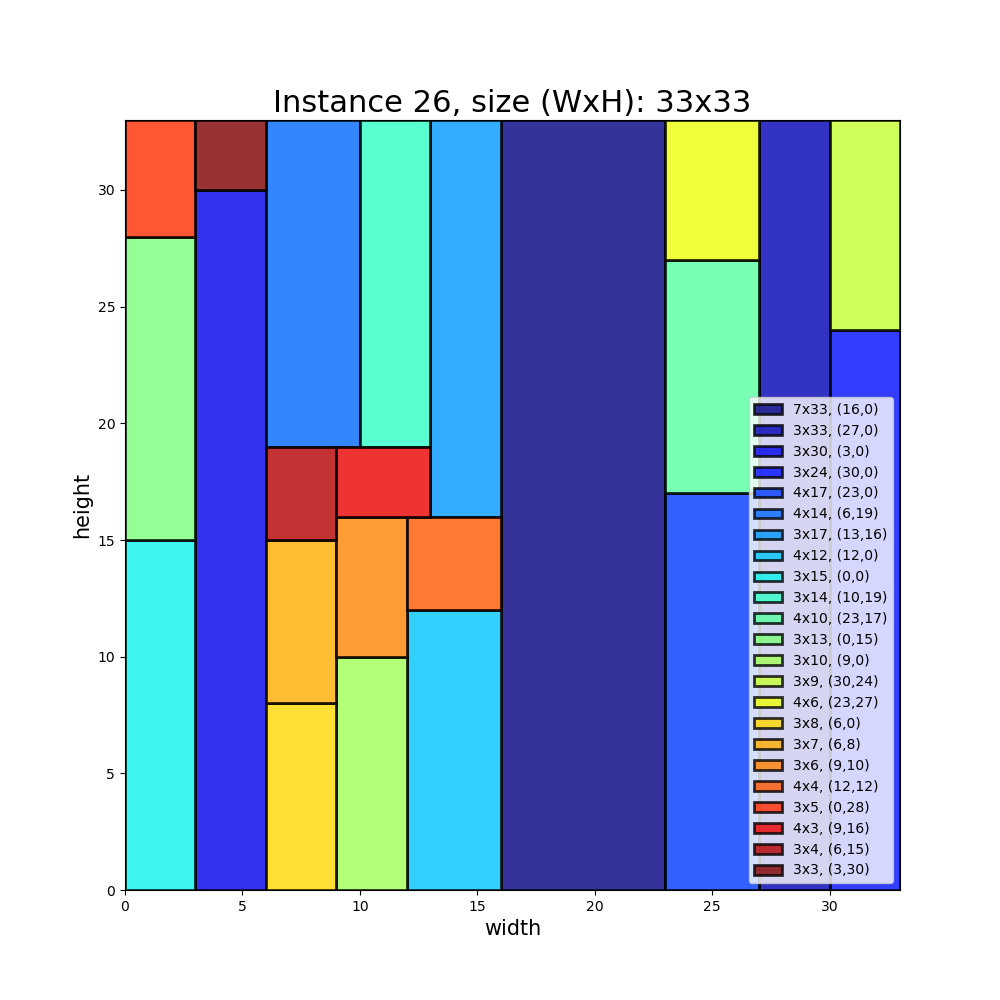 Instance 26, size (WxH): 33x33
height
30
25
20
15
10
5
0
0 5 10 15 20 25 30
width
7x33, (16,0)
3x33, (27,0)
3x30, (3,0)
3x24, (30,0)
4x17, (23,0)
4x14, (6,19)
3x17, (13,16)
4x12, (12,0)
3x15, (0,0)
3x14, (10,19)
4x10, (23,17)
3x13, (0,15)
3x10, (9,0)
3x9, (30,24)
4x6, (23,27)
3x8, (6,0)
3x7, (6,8)
3x6, (9,10)
4x4, (12,12)
3x5, (0,28)
4x3, (9,16)
3x4, (6,15)
3x3, (3,30)